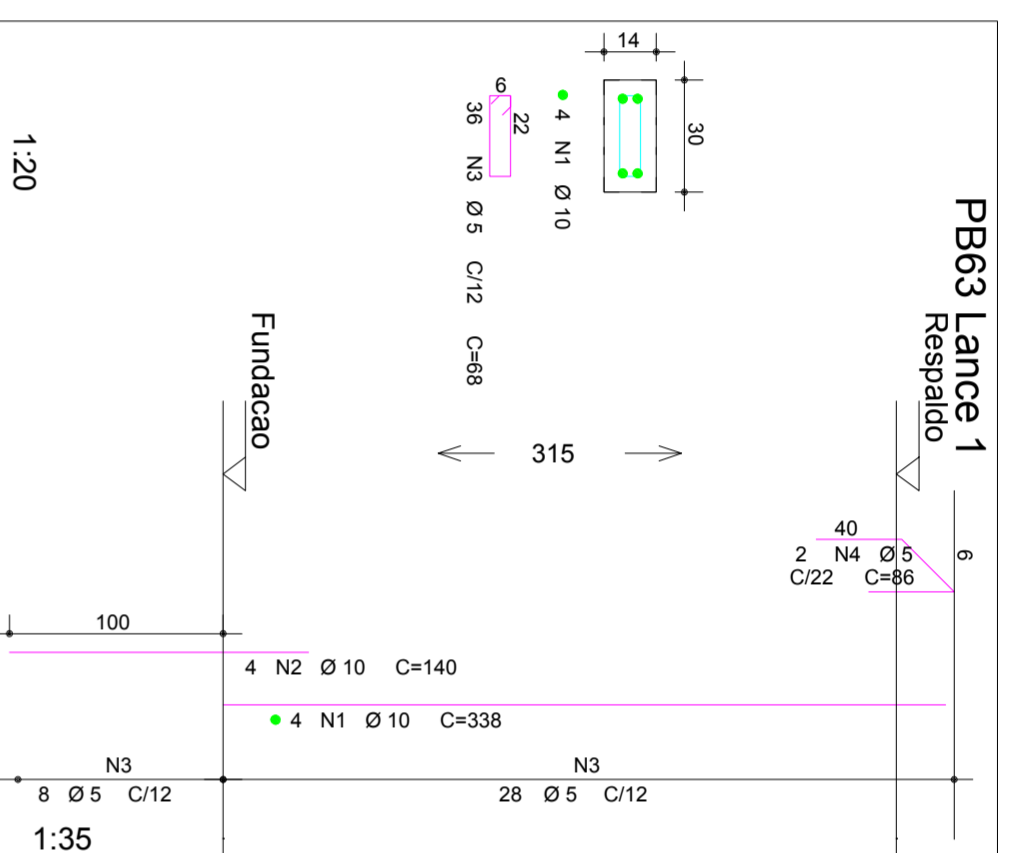 PB63 Lance 1
Respaldo
14
30
4 N1 Ø 10
6
22
36 N3 Ø 5 C/12 C=68
1:20
Fundacao
315
40
2 N4 Ø 5
C/22 C=86
6
100
4 N2 Ø 10 C=140
4 N1 Ø 10 C=338
N3
8 Ø 5 C/12
N3
28 Ø 5 C/12
1:35